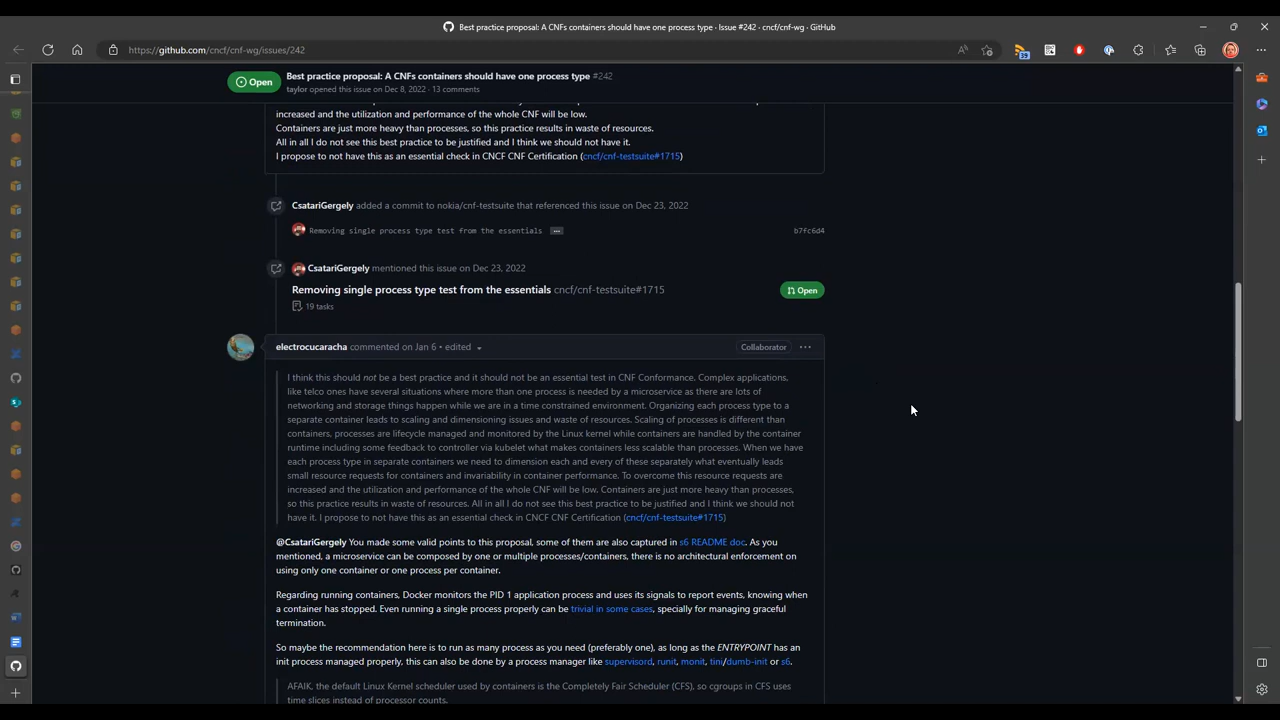 Best practice proposal: A CNFs containers should have one process type · Issue #242 · cncf/cnf-wg · GitHub
https://github.com/cncf/cnf-wg/issues/242
39
Open
Best practice proposal: A CNFs containers should have one process type #242
taylor opened this issue on Dec 8, 2022 · 13 comments
increased and the utilization and performance of the whole CNF will be low.
Containers are just more heavy than processes, so this practice results in waste of resources.
All in all I do not see this best practice to be justified and I think we should not have it.
I propose to not have this as an essential check in CNCF CNF Certification (cncf/cnf-testsuite#1715)
CsatariGergely added a commit to nokia/cnf-testsuite that referenced this issue on Dec 23, 2022
Removing single process type test from the essentials ... b7fc6d4
CsatariGergely mentioned this issue on Dec 23, 2022
Removing single process type test from the essentials cncf/cnf-testsuite#1715
Open
19 tasks
electrocucaracha commented on Jan 6 • edited
Collaborator
I think this should not be a best practice and it should not be an essential test in CNF Conformance. Complex applications,
like telco ones have several situations where more than one process is needed by a microservice as there are lots of
networking and storage things happen while we are in a time constrained environment. Organizing each process type to a
separate container leads to scaling and dimensioning issues and waste of resources. Scaling of processes is different than
containers, processes are lifecycle managed and monitored by the Linux kernel while containers are handled by the container
runtime including some feedback to controller via kubelet what makes containers less scalable than processes. When we have
each process type in separate containers we need to dimension each and every of these separately what eventually leads
small resource requests for containers and invariability in container performance. To overcome this resource requests are
increased and the utilization and performance of the whole CNF will be low. Containers are just more heavy than processes,
so this practice results in waste of resources. All in all I do not see this best practice to be justified and I think we should not
have it. I propose to not have this as an essential check in CNCF CNF Certification (cncf/cnf-testsuite#1715)
@CsatariGergely You made some valid points to this proposal, some of them are also captured in s6 README doc. As you
mentioned, a microservice can be composed by one or multiple processes/containers, there is no architectural enforcement on
using only one container or one process per container.
Regarding running containers, Docker monitors the PID 1 application process and uses its signals to report events, knowing when
a container has stopped. Even running a single process properly can be trivial in some cases, specially for managing graceful
termination.
So maybe the recommendation here is to run as many process as you need (preferably one), as long as the ENTRYPOINT has an
init process managed properly, this can also be done by a process manager like supervisord, runit, monit, tini/dumb-init or s6.
AFAIK, the default Linux Kernel scheduler used by containers is the Completely Fair Scheduler (CFS), so cgroups in CFS uses
time slices instead of processor counts.